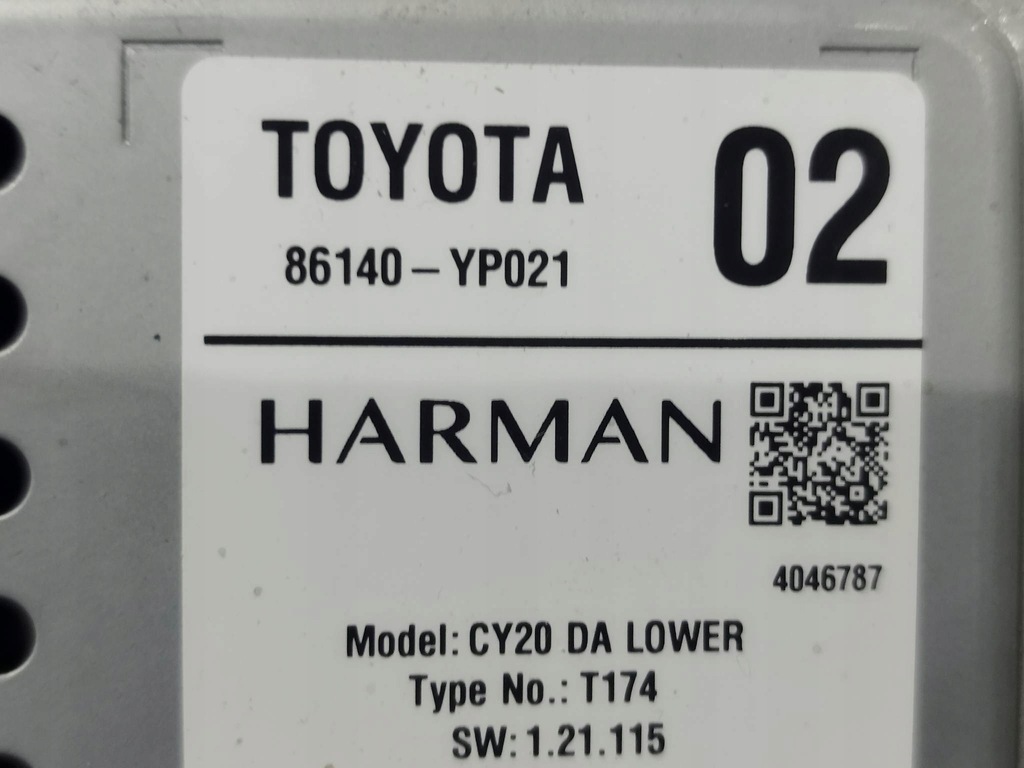 TOYOTA
02
86140-YP021
HARMAN
4046787
Model: CY20 DA LOWER
Type No.: T174
SW: 1.21.115